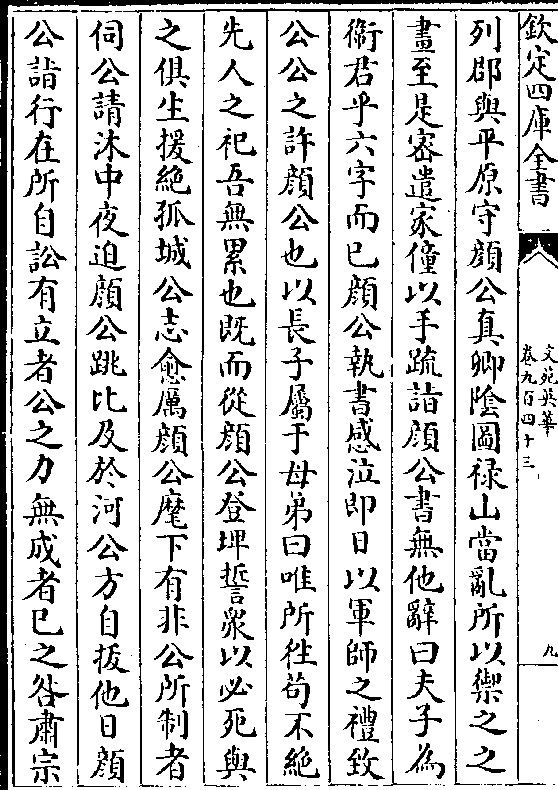 欽定四庫全書
文苑英華
卷九百四十三
九
列郡與平原守顔公真卿隂圖禄山當亂所以禦之之
畫至是宻遣家僮以手疏詣顔公書無他辭曰夫子為
衞君乎六字而已顔公執書感泣即日以軍師之禮致
公公之許顔公也以長子屬于母弟曰唯所徃苟不絶
先人之祀吾無累也既而從顔公登埤誓衆以必死與
之俱生援絶孤城公志愈厲顔公麾下有非公所制者
伺公請沐中夜迫顔公跳比及於河公方自拔他日顔
公詣行在所自訟有立者公之力無成者已之咎肅宗